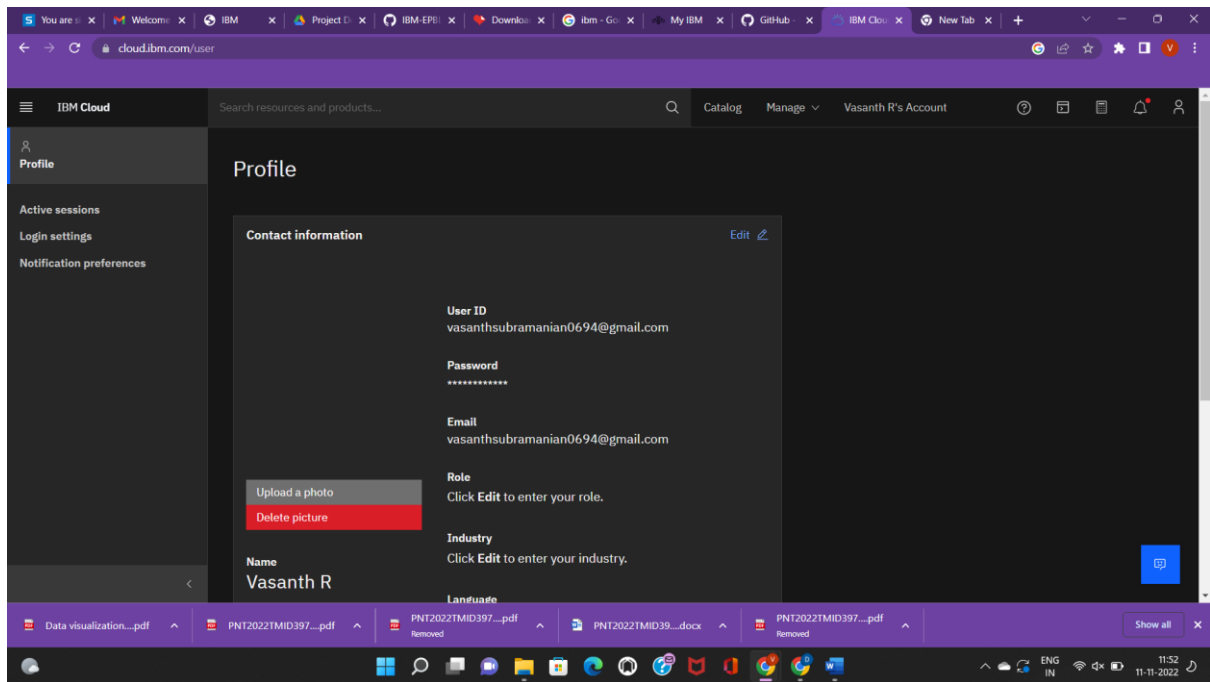 You are si
Welcome
IBM
Project D
IBM-EPBL
Downloa
ibm - Goo
My IBM
GitHub -
IBM Clou
New Tab
cloud.ibm.com/user
V
IBM Cloud
Search resources and products...
Catalog
Manage
Vasanth R's Account
Profile
Active sessions
Login settings
Notification preferences
Profile
Contact information
Edit
User ID
vasanthsubramanian0694@gmail.com
Password
************
Email
vasanthsubramanian0694@gmail.com
Role
Click Edit to enter your role.
Upload a photo
Delete picture
Industry
Click Edit to enter your industry.
Name
Vasanth R
Language
Data visualization....pdf
PNT2022TMID397....pdf
PNT2022TMID397....pdf
Removed
PNT2022TMID39....docx
PNT2022TMID397....pdf
Removed
Show all
ENG
IN
11:52
11-11-2022